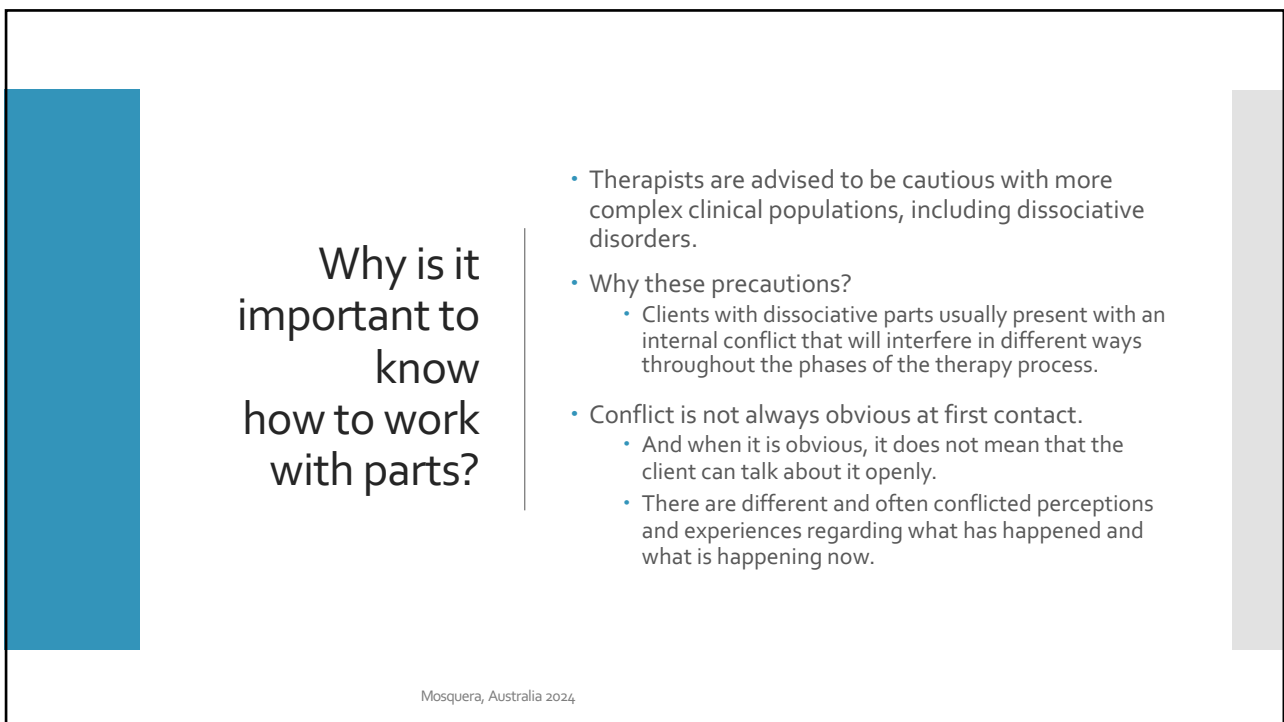 Why is it
important to
know
how to work
with parts?
• Therapists are advised to be cautious with more
complex clinical populations, including dissociative
disorders.
• Why these precautions?
• Clients with dissociative parts usually present with an
internal conflict that will interfere in different ways
throughout the phases of the therapy process.
• Conflict is not always obvious at first contact.
• And when it is obvious, it does not mean that the
client can talk about it openly.
• There are different and often conflicted perceptions
and experiences regarding what has happened and
what is happening now.
Mosquera, Australia 2024